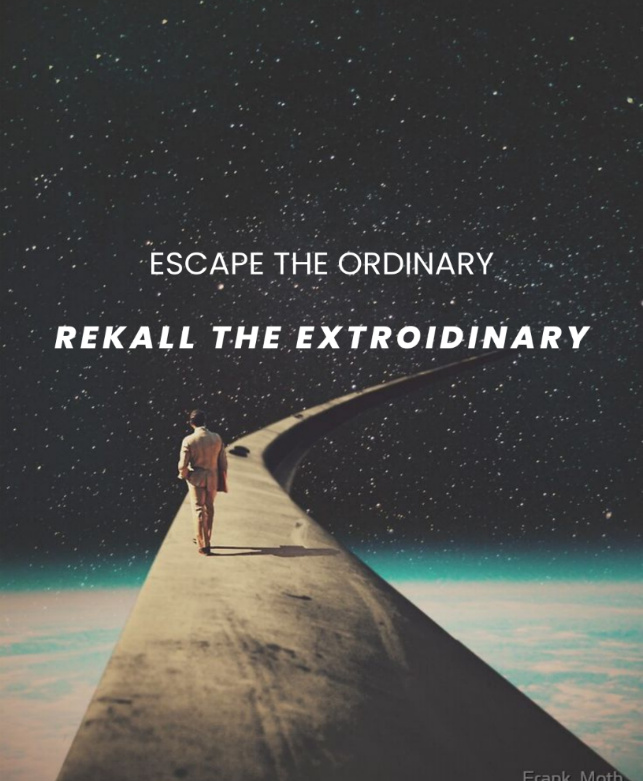 ESCAPE THE ORDINARY
REKALL THE EXTROIDINARY
Frank Moth